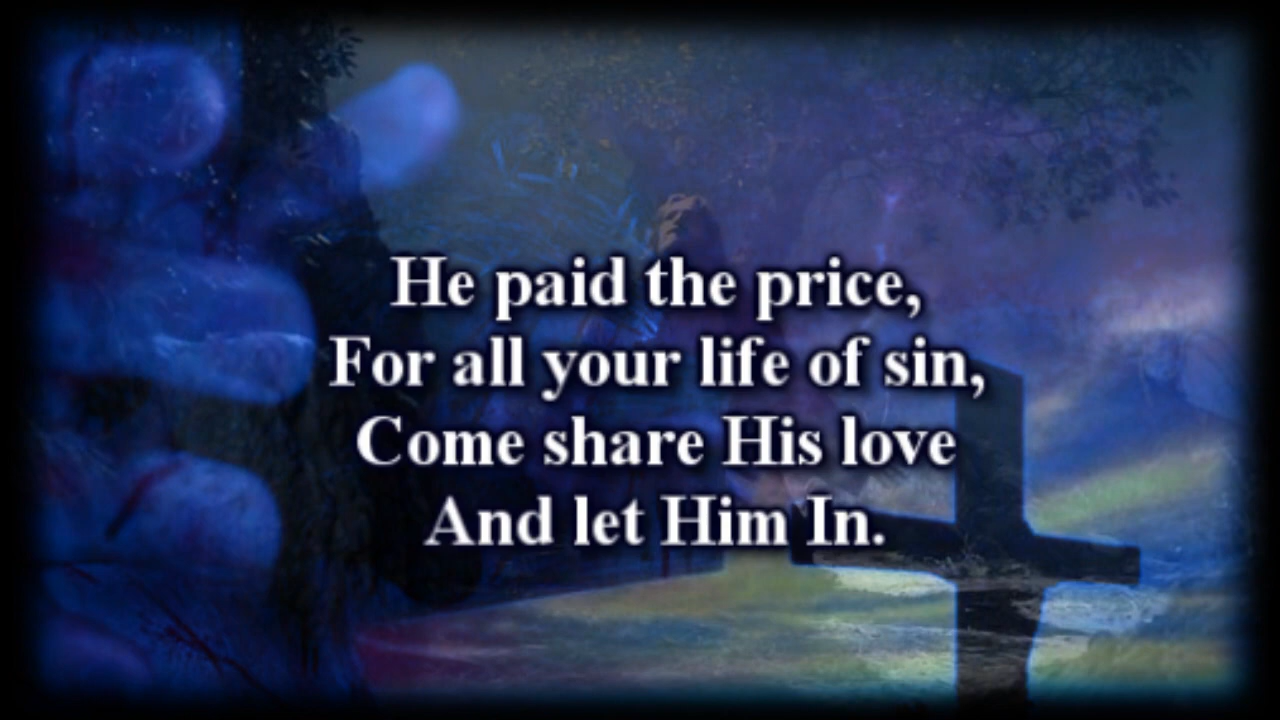 He paid the price,
For all your life of sin,
Come share His love
And let Him In.